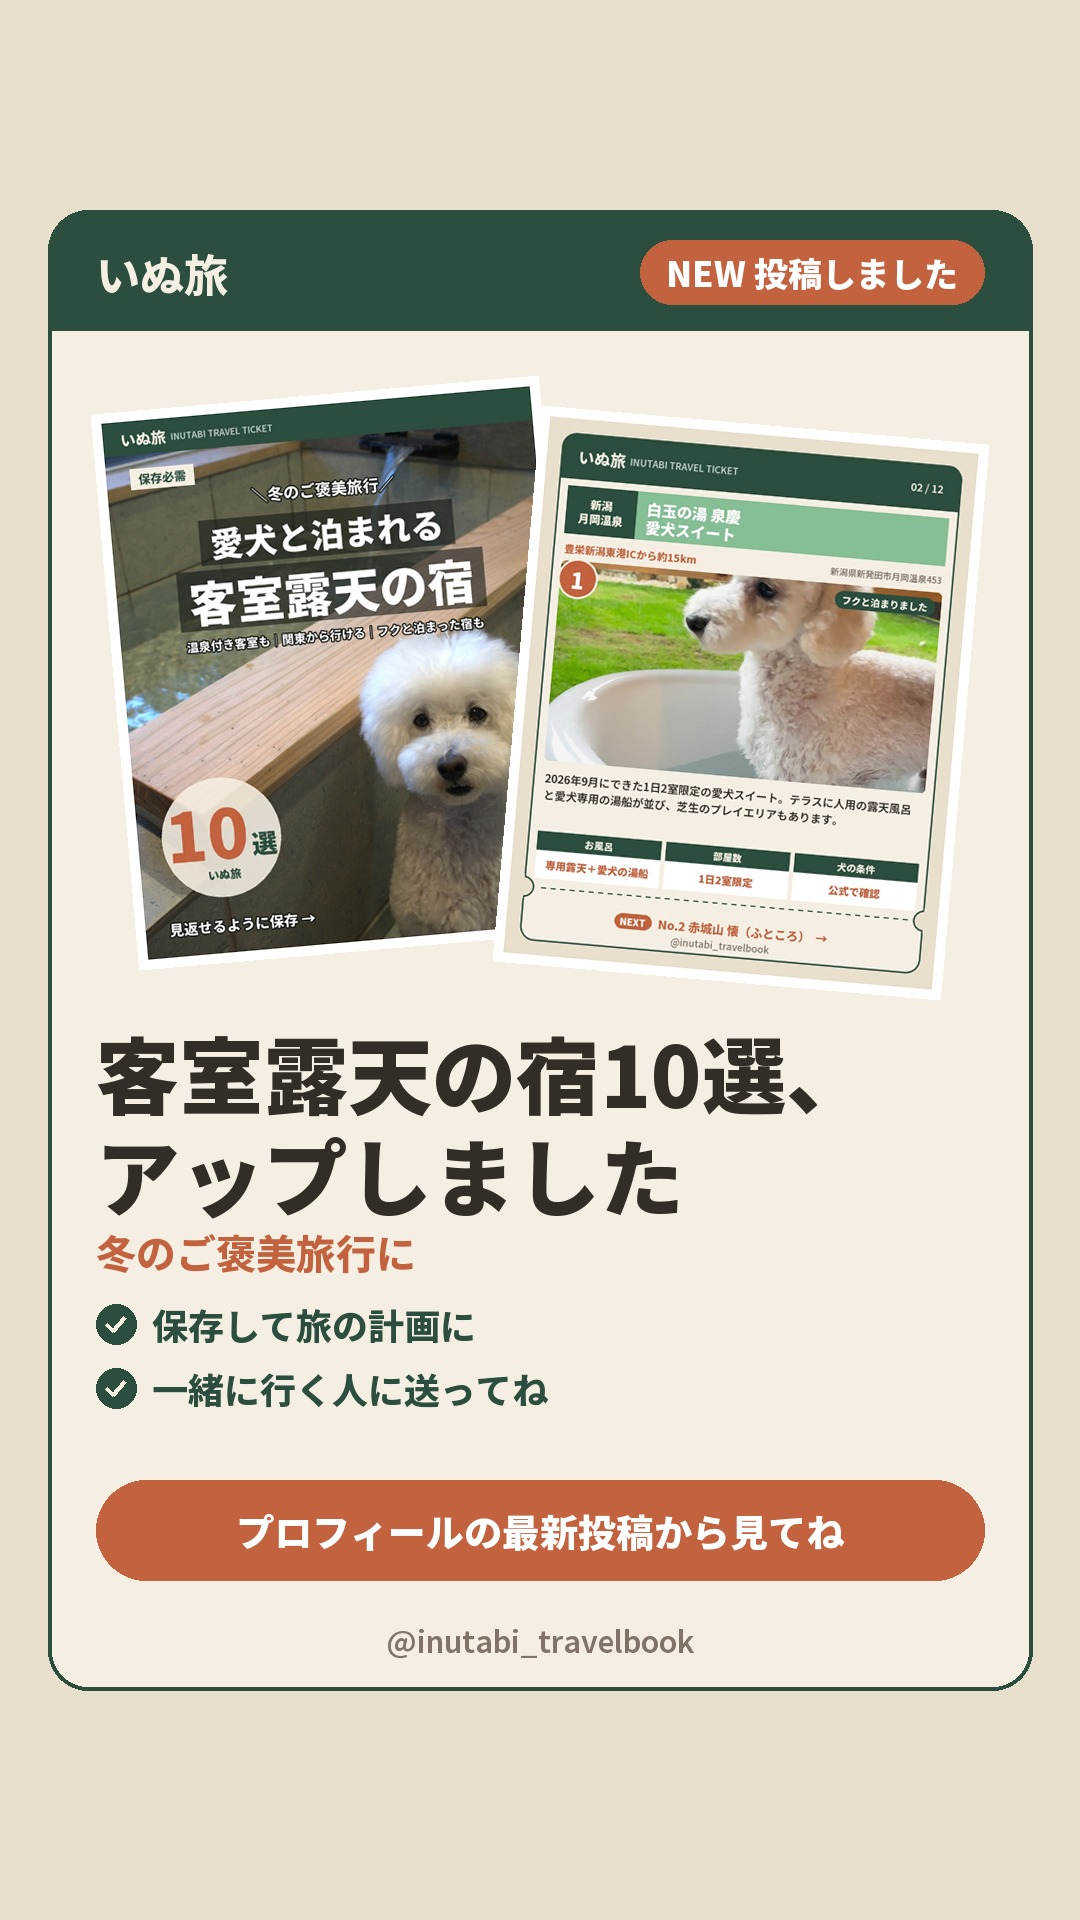 いぬ旅
NEW 投稿しました
いぬ旅 INUTABI TRAVEL TICKET
保存必需
＼冬のご褒美旅行／
愛犬と泊まれる
客室露天の宿
温泉付き客室も｜関東から行ける｜フクと泊まった宿も
10選
いぬ旅
見返せるように保存→
いぬ旅 INUTABI TRAVEL TICKET
02 / 12
新潟
月岡温泉
白玉の湯 泉慶
愛犬スイート
豊栄新潟東港ICから約15km
新潟県新発田市月岡温泉453
1
フクと泊まりました
2026年9月にできた1日2室限定の愛犬スイート。テラスに人用の露天風呂
と愛犬専用の湯船が並び、芝生のプレイエリアもあります。
お風呂
部屋数
犬の条件
専用露天＋愛犬の湯船
1日2室限定
公式で確認
NEXT No.2 赤城山 懐（ふところ） →
@inutabi_travelbook
客室露天の宿10選、
アップしました
冬のご褒美旅行に
保存して旅の計画に
一緒に行く人に送ってね
プロフィールの最新投稿から見てね
@inutabi_travelbook